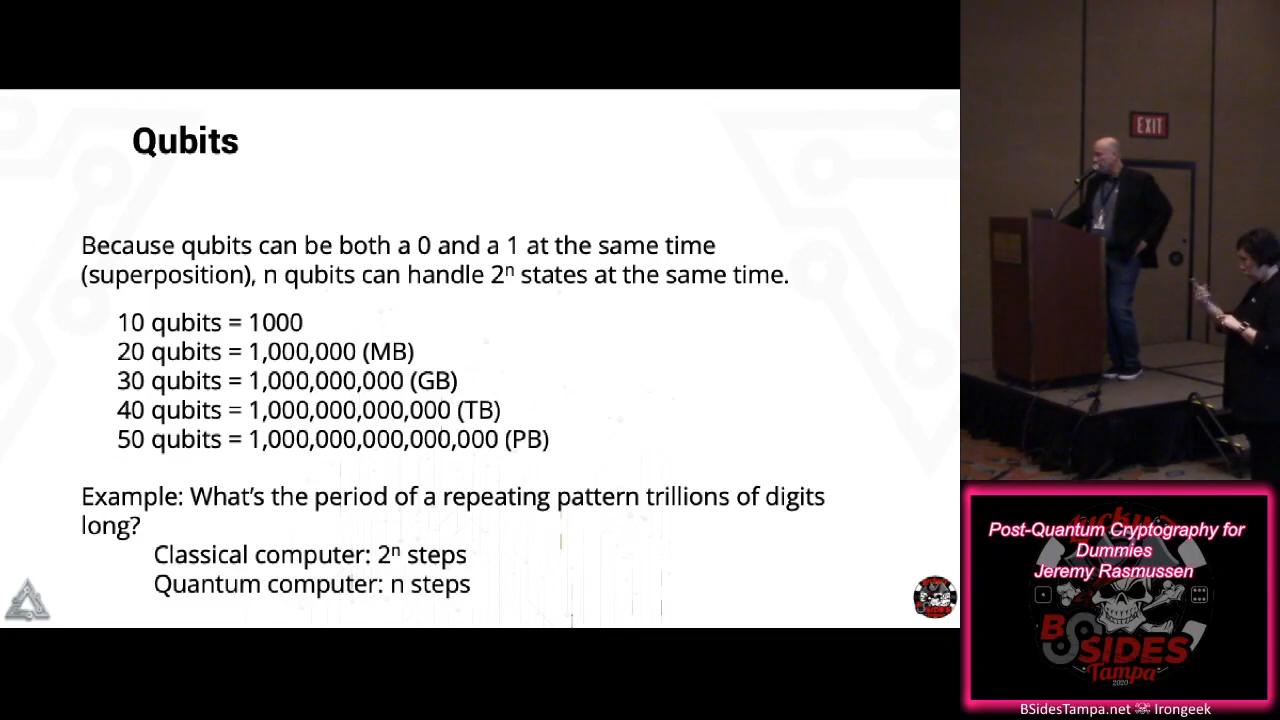 Qubits
Because qubits can be both a 0 and a 1 at the same time
(superposition), n qubits can handle 2ⁿ states at the same time.
10 qubits = 1000
20 qubits = 1,000,000 (MB)
30 qubits = 1,000,000,000 (GB)
40 qubits = 1,000,000,000,000 (TB)
50 qubits = 1,000,000,000,000,000 (PB)
Example: What’s the period of a repeating pattern trillions of digits
long?
Classical computer: 2ⁿ steps
Quantum computer: n steps
EXIT
Post-Quantum Cryptography for
Dummies
Jeremy Rasmussen
B SIDES
Tampa
2020
BSidesTampa.net Irongeek